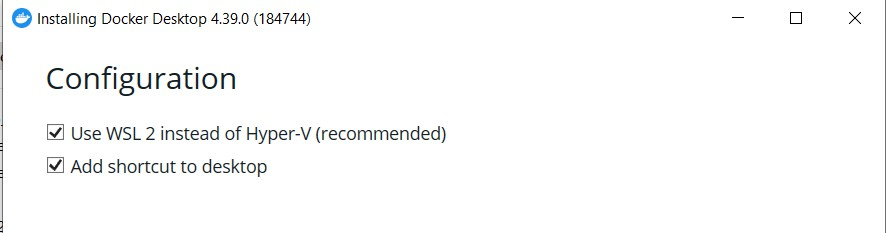 Installing Docker Desktop 4.39.0 (184744)
Configuration
Use WSL 2 instead of Hyper-V (recommended)
Add shortcut to desktop